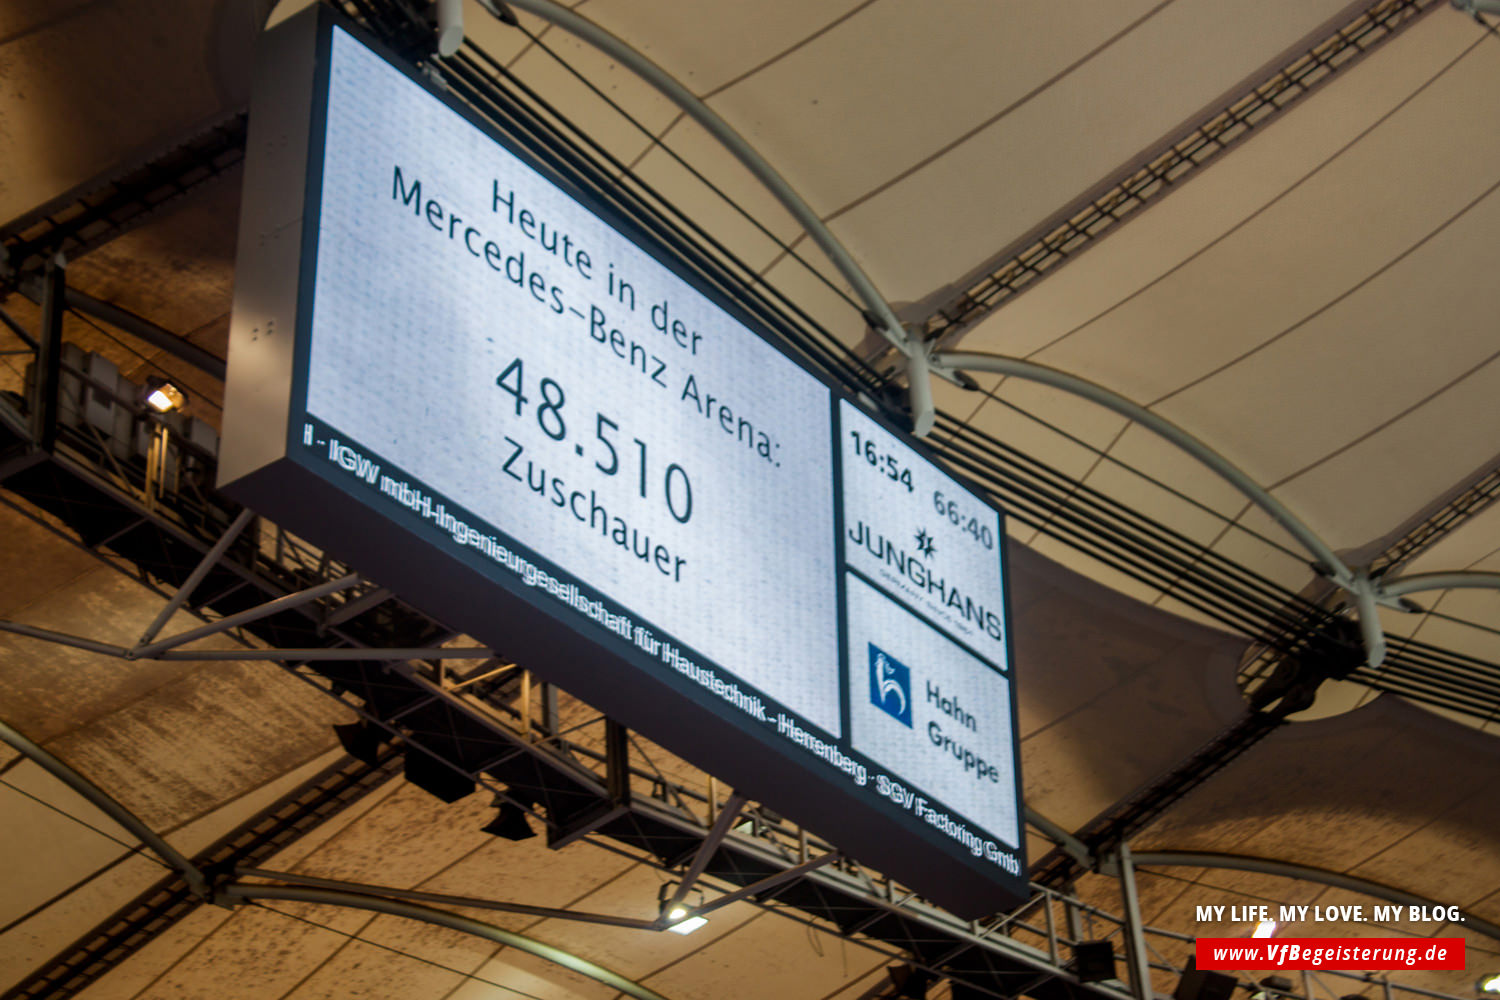 Heute in der
Mercedes-Benz Arena:
48.510
Zuschauer
16:54 66:40
JUNGHANS
Hahn
Gruppe
- IGW mbH-Ingenieurgesellschaft für Haustechnik - Herrenberg - SGV Factoring Gmb
MY LIFE. MY LOVE. MY BLOG.
www.VfBegeisterung.de